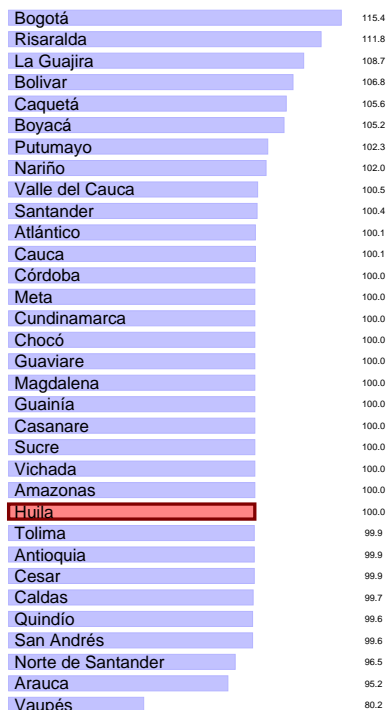 Bogotá 115.4
Risaralda 111.8
La Guajira 108.7
Bolivar 106.8
Caquetá 105.6
Boyacá 105.2
Putumayo 102.3
Nariño 102.0
Valle del Cauca 100.5
Santander 100.4
Atlántico 100.1
Cauca 100.1
Córdoba 100.0
Meta 100.0
Cundinamarca 100.0
Chocó 100.0
Guaviare 100.0
Magdalena 100.0
Guainía 100.0
Casanare 100.0
Sucre 100.0
Vichada 100.0
Amazonas 100.0
Huila 100.0
Tolima 99.9
Antioquia 99.9
Cesar 99.9
Caldas 99.7
Quindío 99.6
San Andrés 99.6
Norte de Santander 96.5
Arauca 95.2
Vaupés 80.2